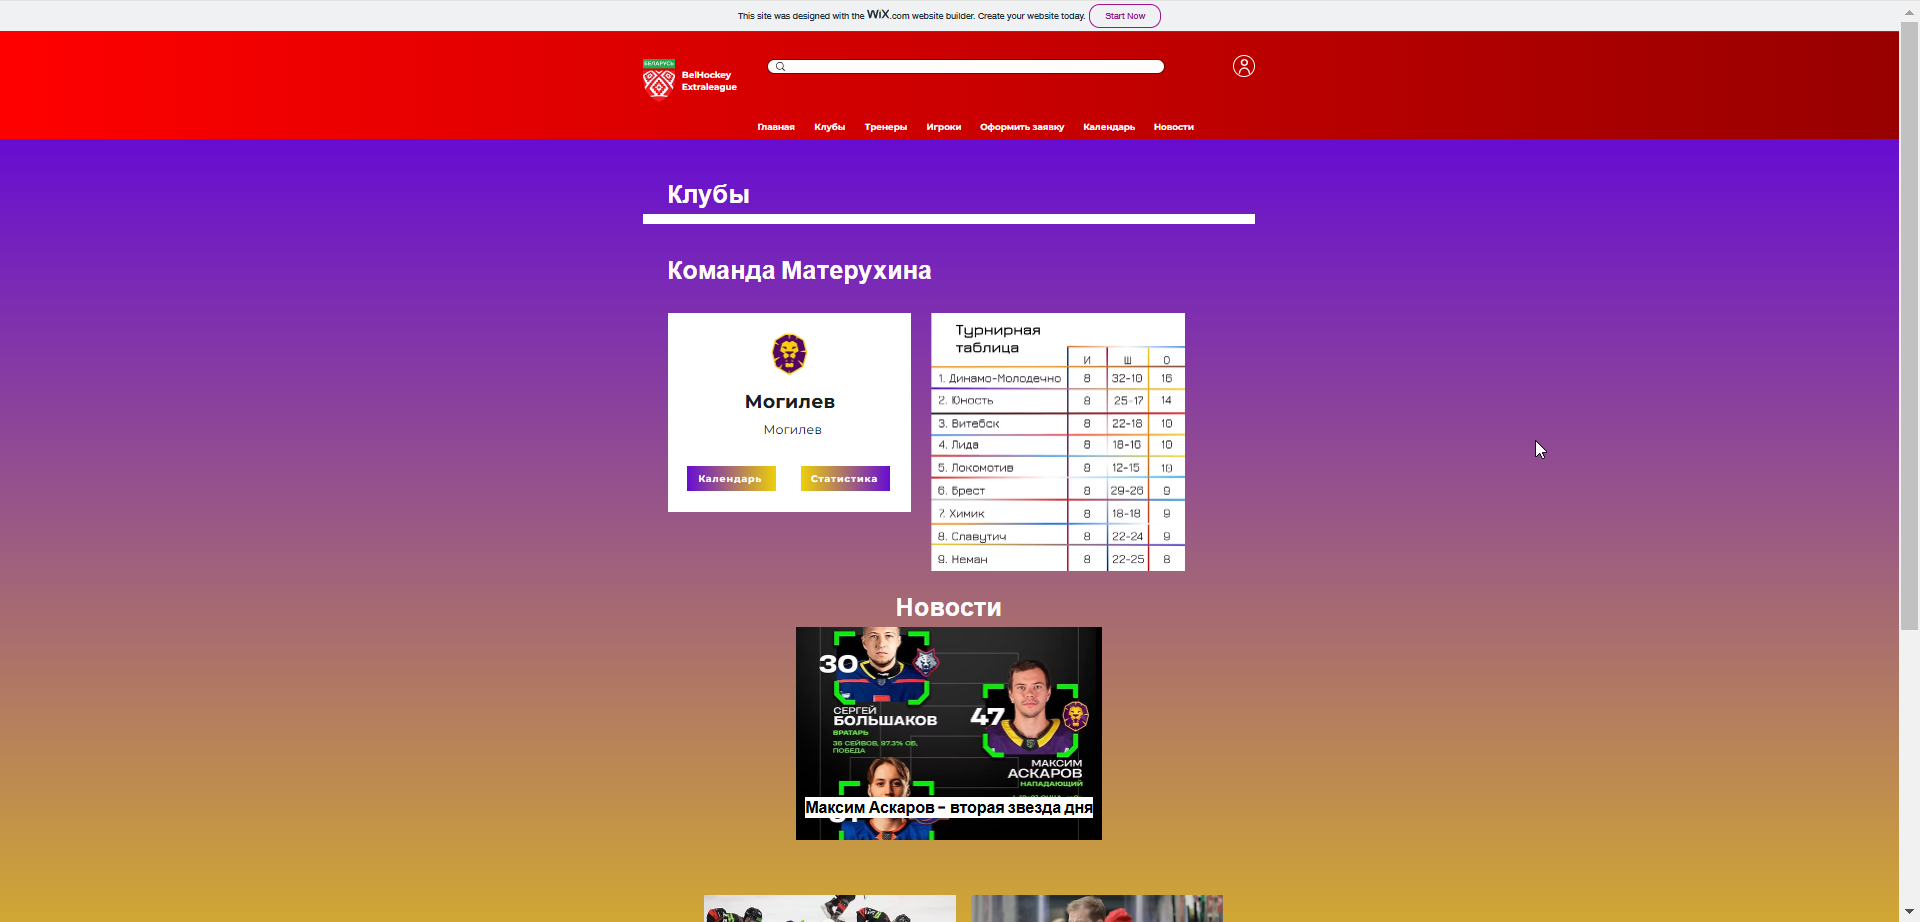 This site was designed with the WiX.com website builder. Create your website today. Start Now
БЕЛАРУСЬ
BelHockey
Extraleague
Главная Клубы Тренеры Игроки Оформить заявку Календарь Новости
Клубы
Команда Матерухина
Могилев
Могилев
Календарь Статистика
Турнирная
таблица
И Ш О
1. Динамо-Молодечно 8 32-10 16
2. Юность 8 25-17 14
3. Витебск 8 22-18 10
4. Лида 8 18-16 10
5. Локомотив 8 12-15 10
6. Брест 8 29-26 9
7. Химик 8 18-18 9
8. Славутич 8 22-24 9
9. Неман 8 22-25 8
Новости
30
СЕРГЕЙ
БОЛЬШАКОВ
ВРАТАРЬ
36 СЕЙВОВ, 97.3% ОБ,
ПОБЕДА
47
МАКСИМ
АСКАРОВ
НАПАДАЮЩИЙ
Максим Аскаров - вторая звезда дня